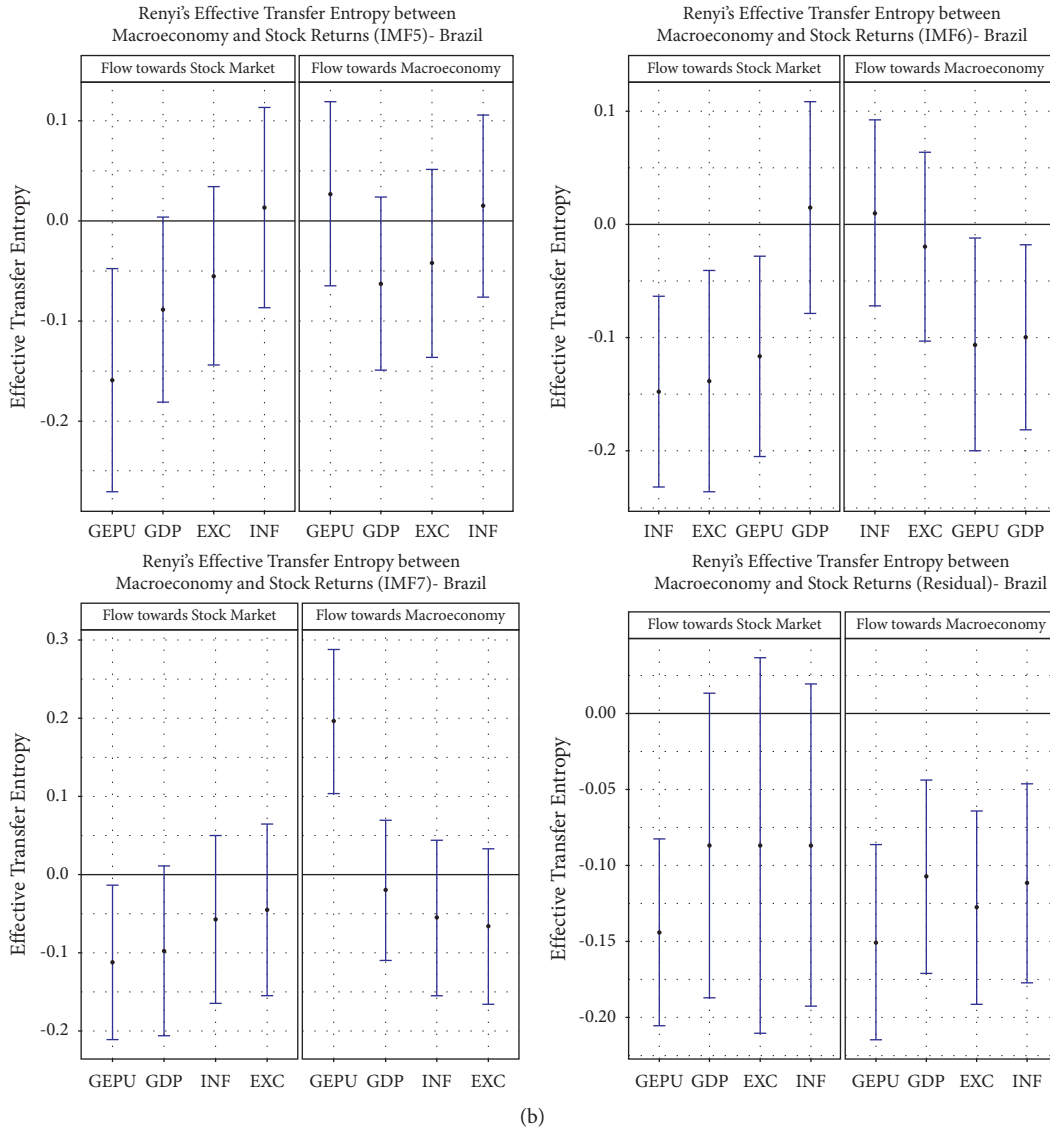 Renyi's Effective Transfer Entropy between
Macroeconomy and Stock Returns (IMF5)- Brazil
Flow towards Stock Market
Flow towards Macroeconomy
Effective Transfer Entropy
0.1
0.0
-0.1
-0.2
GEPU GDP EXC INF
GEPU GDP EXC INF
Renyi's Effective Transfer Entropy between
Macroeconomy and Stock Returns (IMF6)- Brazil
Flow towards Stock Market
Flow towards Macroeconomy
Effective Transfer Entropy
0.1
0.0
-0.1
-0.2
INF EXC GEPU GDP
INF EXC GEPU GDP
Renyi's Effective Transfer Entropy between
Macroeconomy and Stock Returns (IMF7)- Brazil
Flow towards Stock Market
Flow towards Macroeconomy
Effective Transfer Entropy
0.3
0.2
0.1
0.0
-0.1
-0.2
GEPU GDP INF EXC
GEPU GDP INF EXC
Renyi's Effective Transfer Entropy between
Macroeconomy and Stock Returns (Residual)- Brazil
Flow towards Stock Market
Flow towards Macroeconomy
Effective Transfer Entropy
0.00
-0.05
-0.10
-0.15
-0.20
GEPU GDP EXC INF
GEPU GDP EXC INF
(b)